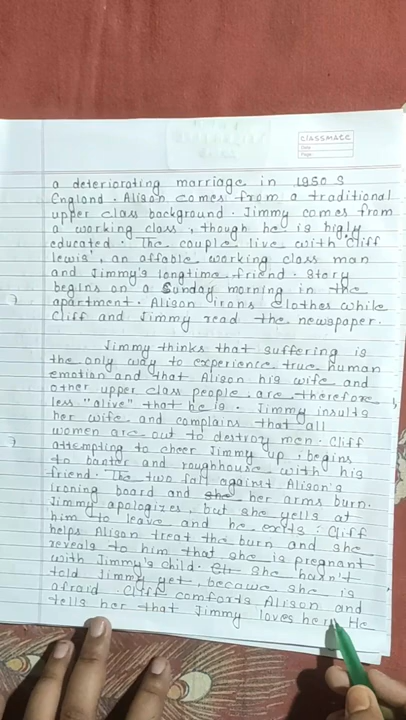 CLASSMATE
Date
Page
a deteriorating marriage in 1950 S
England. Alison comes from a traditional
upper class background. Jimmy comes from
a working class, though he is higly
educated. The couple live with 'Cliff
lewis', an affable working class man
and Jimmy's longtime friend. Story
begins on a Sunday morning in the
apartment. Alison irons clothes while
Cliff and Jimmy read the newspaper.
Jimmy thinks that suffering is
the only way to experience true human
emotion and that Alison his wife and
other upper class people are therefore
less "alive" that he is. Jimmy insults
her wife and complains that all
women are out to destroy men. Cliff
attempting to cheer Jimmy up, begins
to banter and roughhouse with his
friend. The two fall against Alison's
ironing board and she her arms burn.
Jimmy apologizes, but she yells at
him to leave and he exits. Cliff
helps Alison treat the burn and she
reveals to him that she is pregnant
with Jimmy's child. She hasn't
told Jimmy yet, because she is
afraid. Cliff comforts Alison and
tells her that Jimmy loves her. He